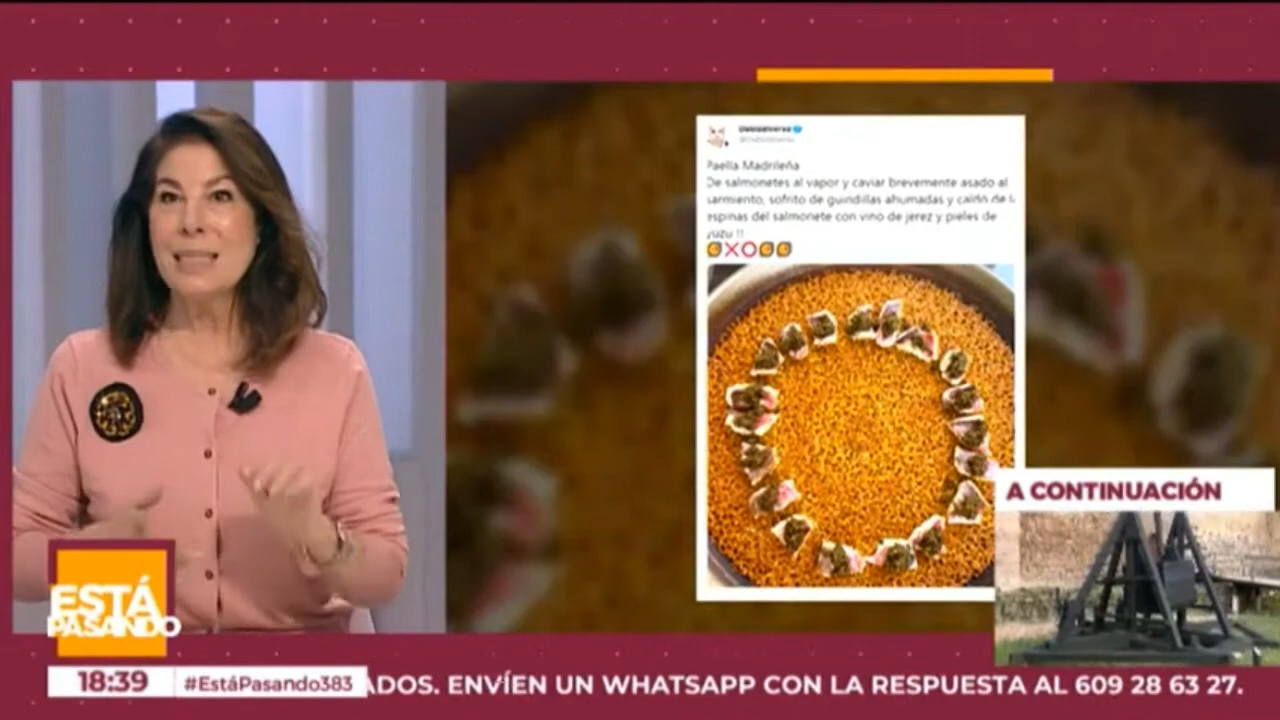 Paella Madrileña
De salmonetes al vapor y caviar brevemente asado al
sarmiento, sofrito de guindillas ahumadas y caldo de l
espinas del salmonete con vino de jerez y pieles de
yuzu !!
A CONTINUACIÓN
ESTÁ
PASANDO
18:39 #EstáPasando383 ADOS. ENVÍEN UN WHATSAPP CON LA RESPUESTA AL 609 28 63 27.